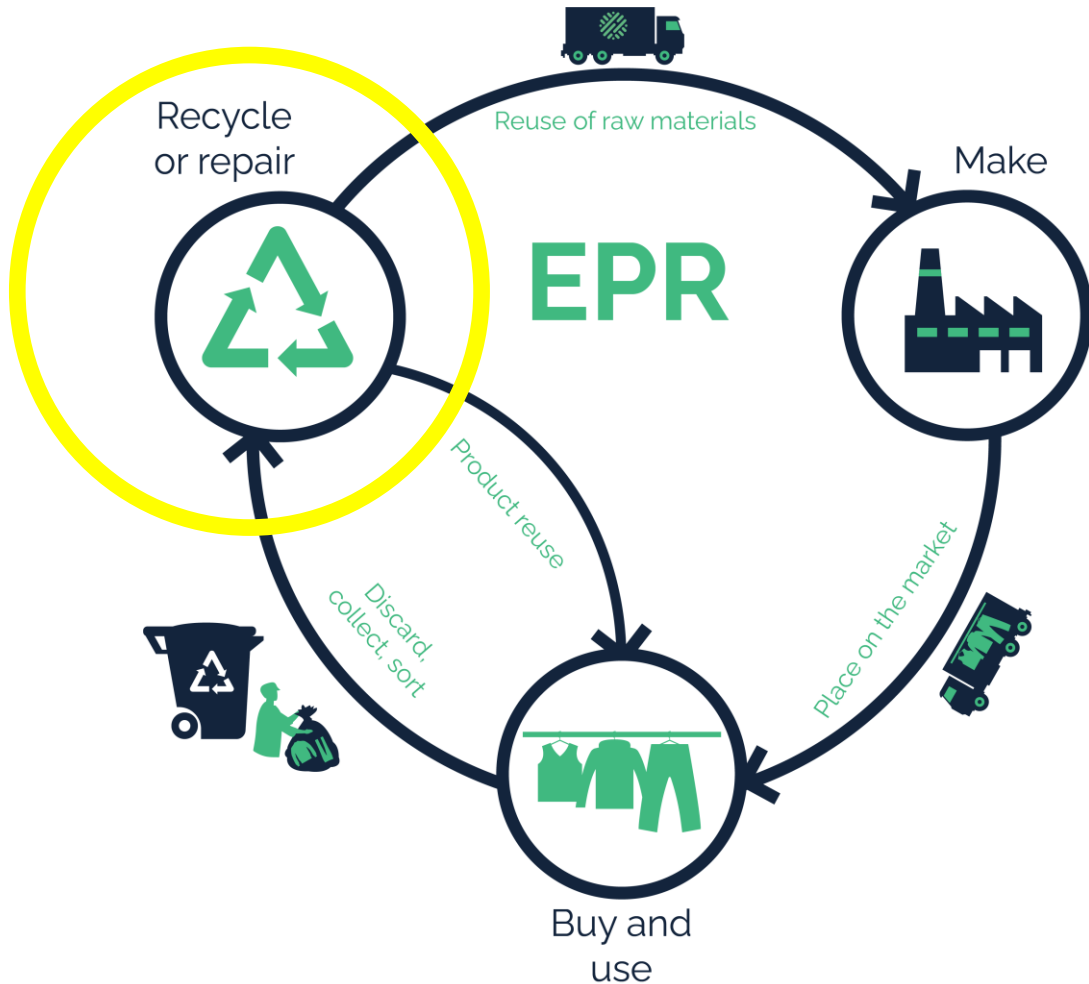 Recycle
or repair
Reuse of raw materials
Make
EPR
Product reuse
Discard,
collect, sort
Place on the market
Buy and
use